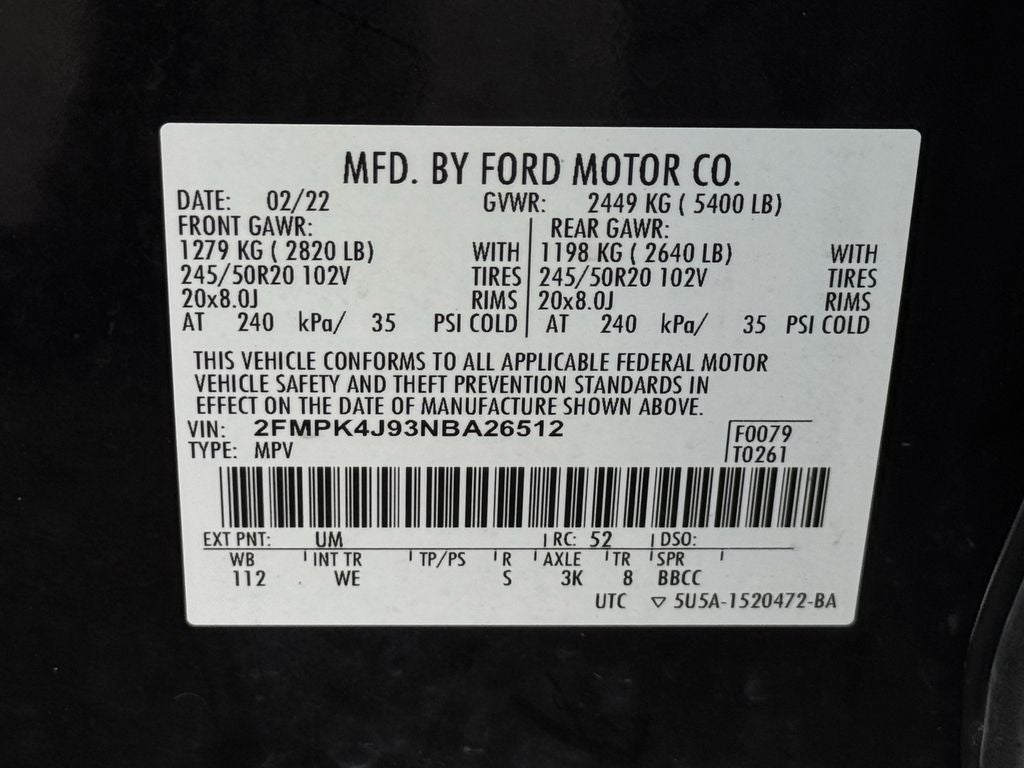 MFD. BY FORD MOTOR CO.
DATE: 02/22 GVWR: 2449 KG ( 5400 LB)
FRONT GAWR: REAR GAWR:
1279 KG ( 2820 LB) WITH 1198 KG ( 2640 LB) WITH
245/50R20 102V TIRES 245/50R20 102V TIRES
20x8.0J RIMS 20x8.0J RIMS
AT 240 kPa/ 35 PSI COLD AT 240 kPa/ 35 PSI COLD
THIS VEHICLE CONFORMS TO ALL APPLICABLE FEDERAL MOTOR
VEHICLE SAFETY AND THEFT PREVENTION STANDARDS IN
EFFECT ON THE DATE OF MANUFACTURE SHOWN ABOVE.
VIN: 2FMPK4J93NBA26512 F0079
TYPE: MPV T0261
EXT PNT: UM RC: 52 DSO:
WB INT TR TP/PS R AXLE TR SPR
112 WE S 3K 8 BBCC
UTC ▽ 5U5A-1520472-BA